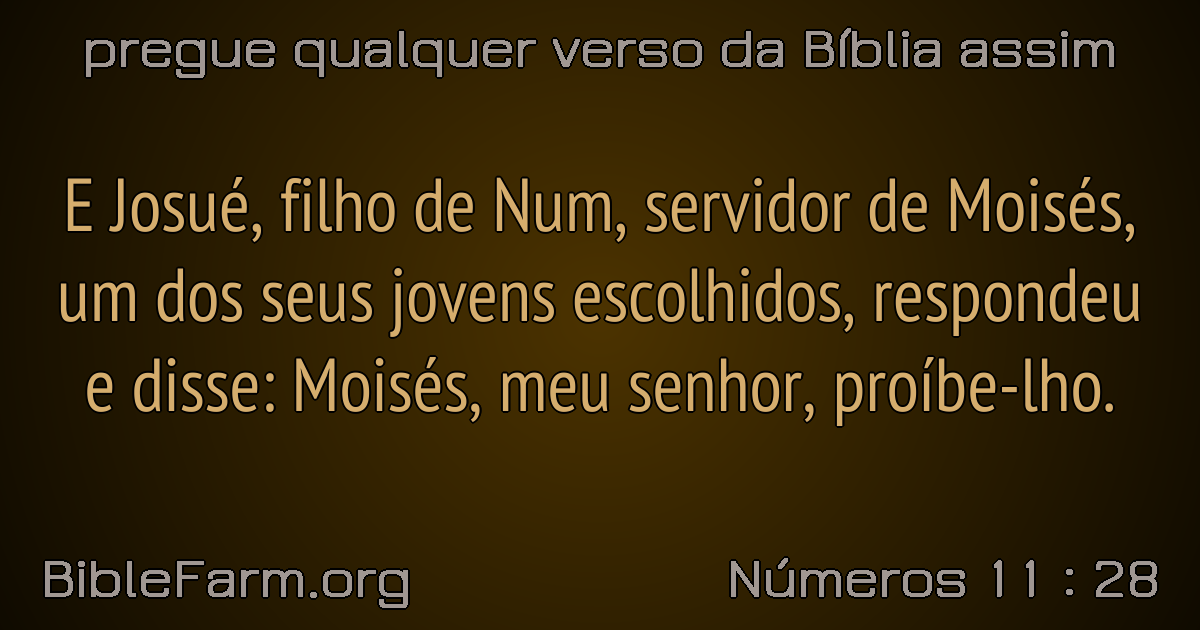 pregue qualquer verso da Bíblia assim
E Josué, filho de Num, servidor de Moisés,
um dos seus jovens escolhidos, respondeu
e disse: Moisés, meu senhor, proíbe-lho.
BibleFarm.org
Números 11 : 28